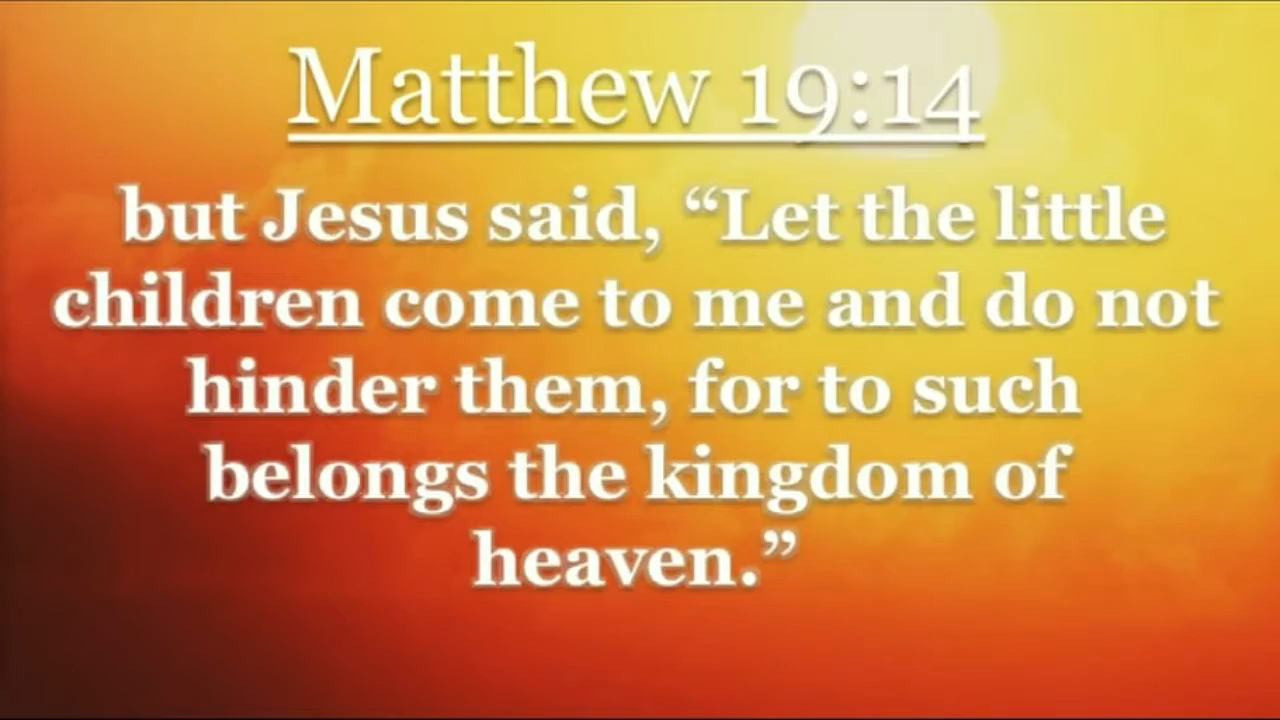 Matthew 19:14
but Jesus said, “Let the little
children come to me and do not
hinder them, for to such
belongs the kingdom of
heaven.”